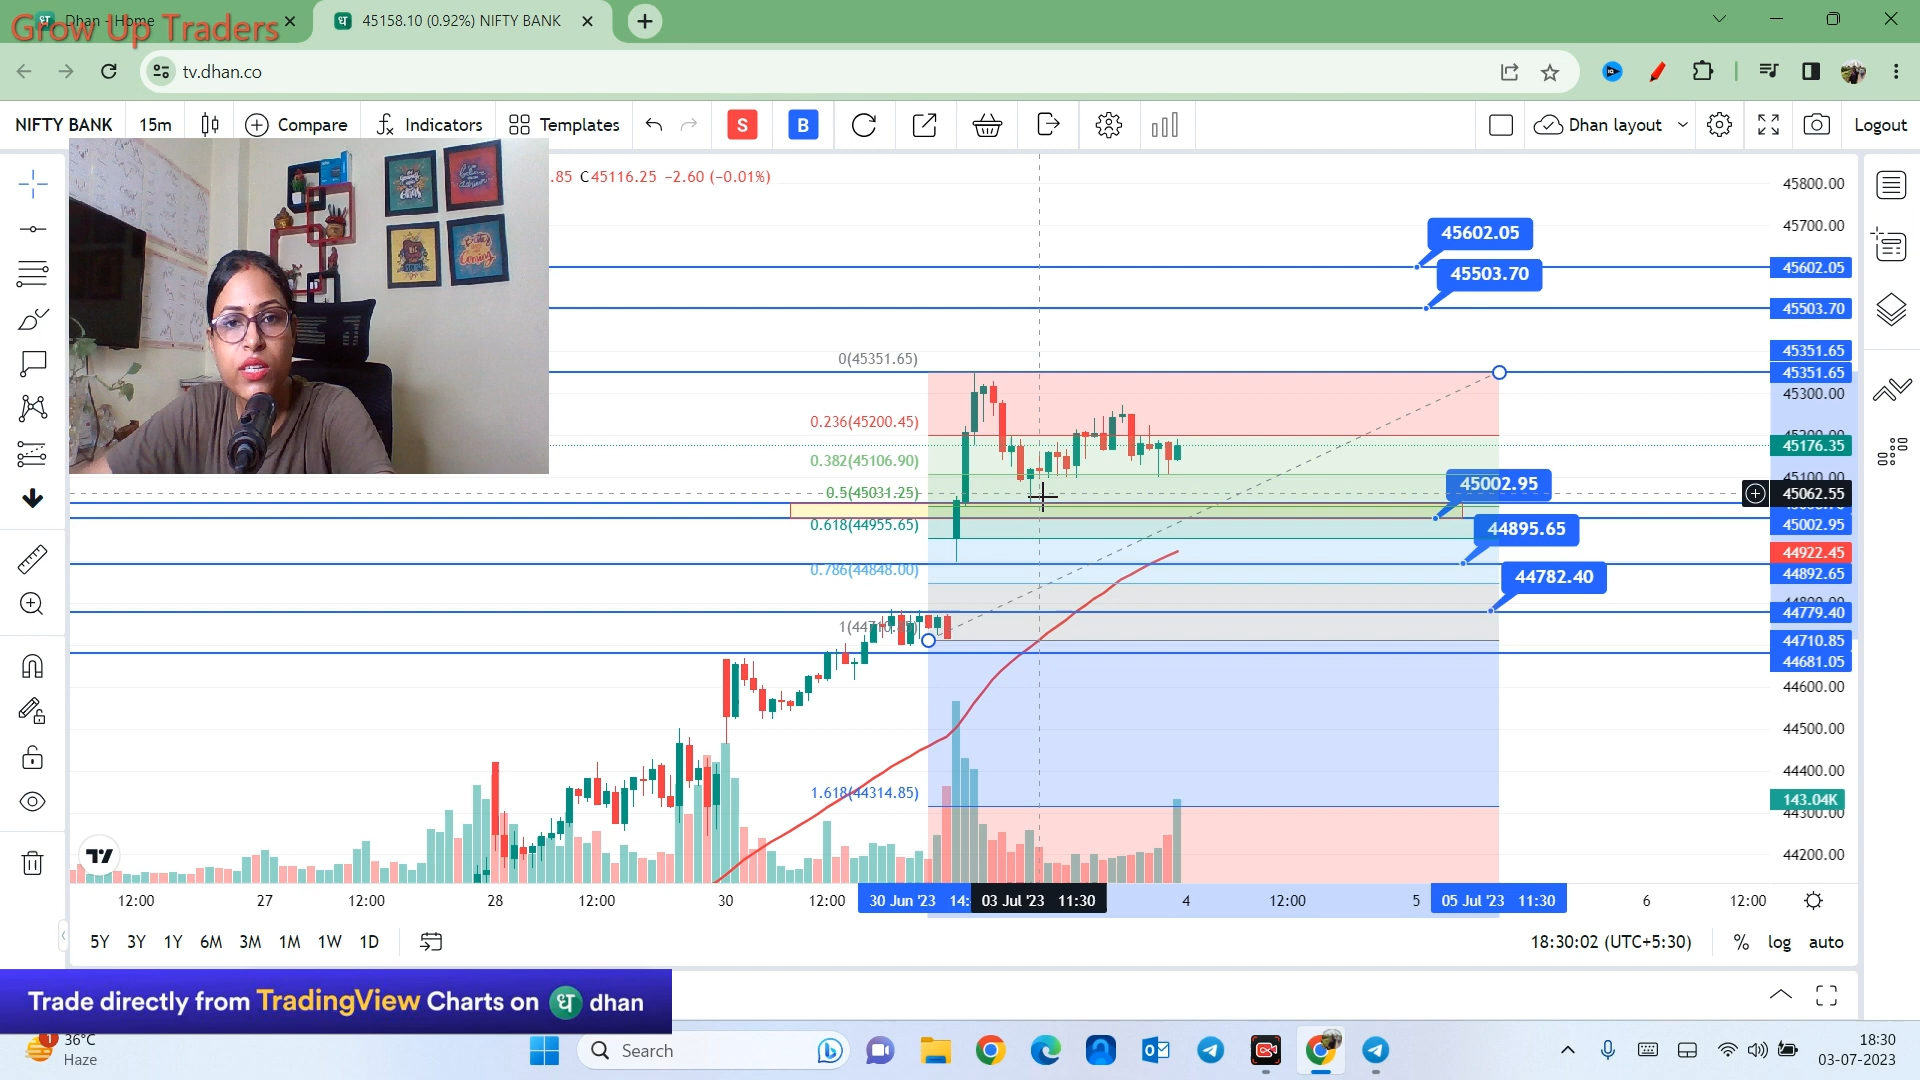 Dhan - Home
Grow Up Traders
45158.10 (0.92%) NIFTY BANK
tv.dhan.co
NIFTY BANK
15m
Compare
Indicators
Templates
S
B
Dhan layout
Logout
.85 C45116.25 −2.60 (−0.01%)
45800.00
45700.00
45602.05
45602.05
45503.70
45503.70
0(45351.65)
45351.65
45351.65
45300.00
0.236(45200.45)
45176.35
0.382(45106.90)
45100.00
45002.95
0.5(45031.25)
45062.55
0.618(44955.65)
45002.95
44895.65
44922.45
0.786(44848.00)
44892.65
44782.40
44779.40
44710.85
44681.05
44600.00
44500.00
44400.00
1.618(44314.85)
143.04K
44300.00
44200.00
12:00
27
12:00
28
12:00
30
12:00
30 Jun '23 14:
03 Jul '23 11:30
4
12:00
5
05 Jul '23 11:30
6
12:00
5Y
3Y
1Y
6M
3M
1M
1W
1D
18:30:02 (UTC+5:30)
%
log
auto
Trade directly from TradingView Charts on ध dhan
36°C
Haze
Search
18:30
03-07-2023